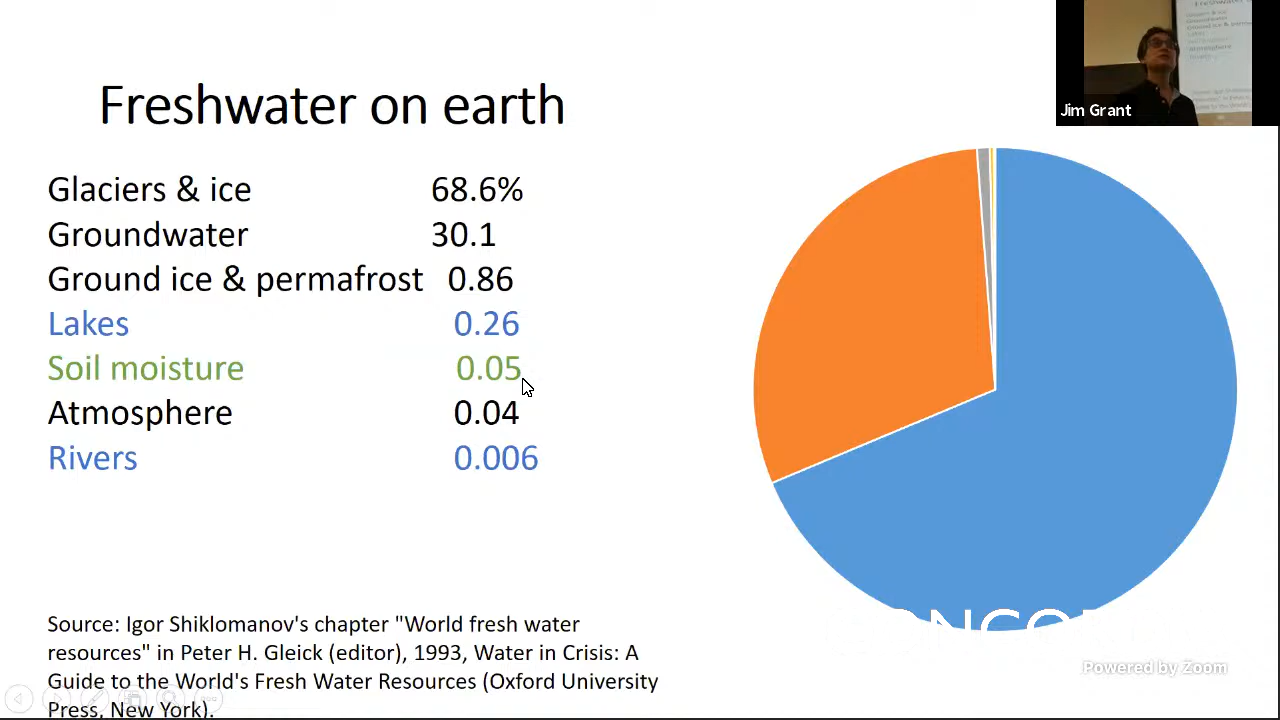 Freshwater on earth
Glaciers & ice 68.6%
Groundwater 30.1
Ground ice & permafrost 0.86
Lakes 0.26
Soil moisture 0.05
Atmosphere 0.04
Rivers 0.006
Source: Igor Shiklomanov's chapter "World fresh water
resources" in Peter H. Gleick (editor), 1993, Water in Crisis: A
Guide to the World's Fresh Water Resources (Oxford University
Press, New York).
Jim Grant
Powered by Zoom